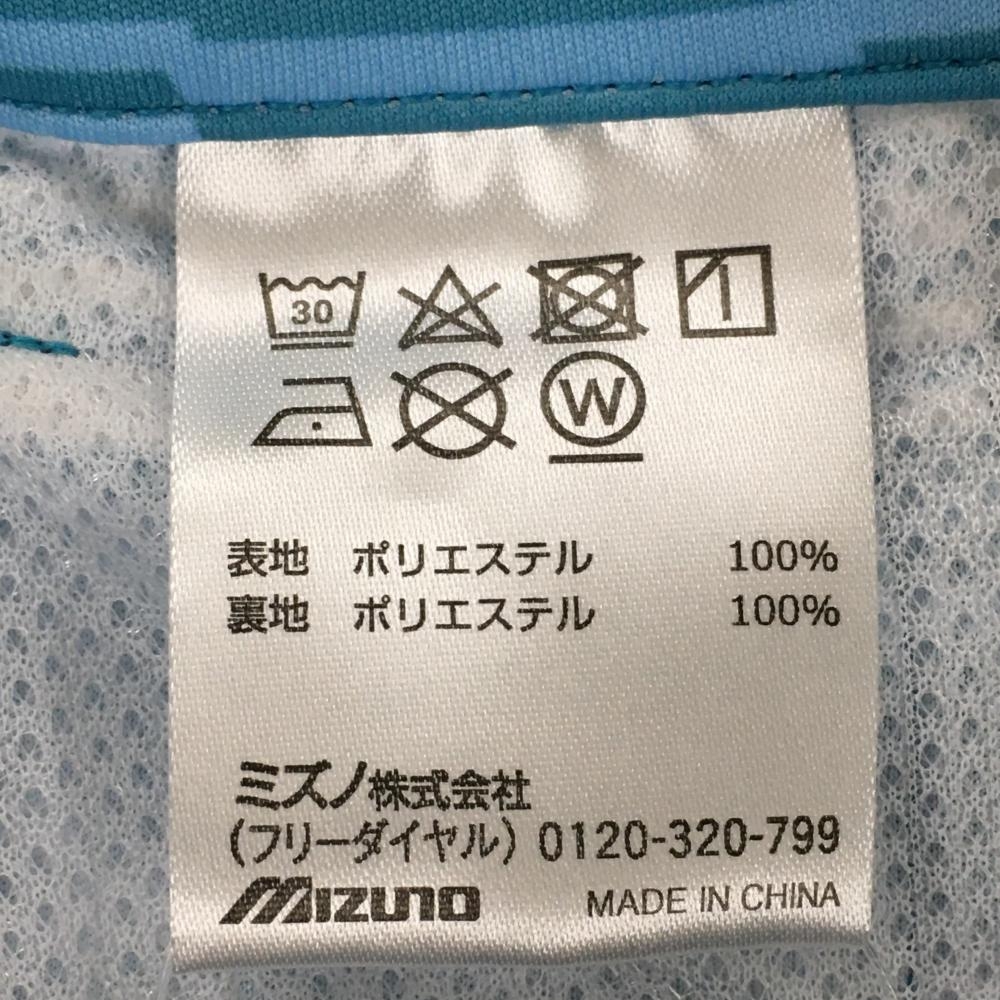 30
W
表地 ポリエステル 100%
裏地 ポリエステル 100%
ミズノ株式会社
(フリーダイヤル) 0120-320-799
MIZUNO MADE IN CHINA